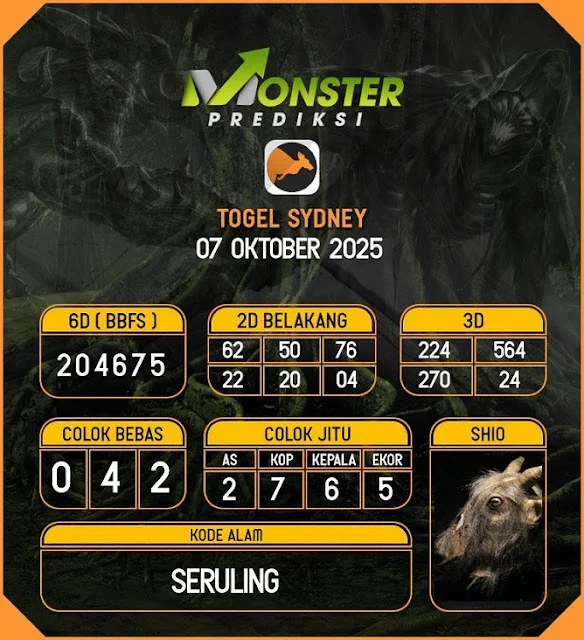 MONSTER
PREDIKSI
TOGEL SYDNEY
07 OKTOBER 2025
6D ( BBFS )
204675
2D BELAKANG
62 50 76
22 20 04
3D
224 564
270 24
COLOK BEBAS
0 4 2
COLOK JITU
AS KOP KEPALA EKOR
2 7 6 5
SHIO
KODE ALAM
SERULING